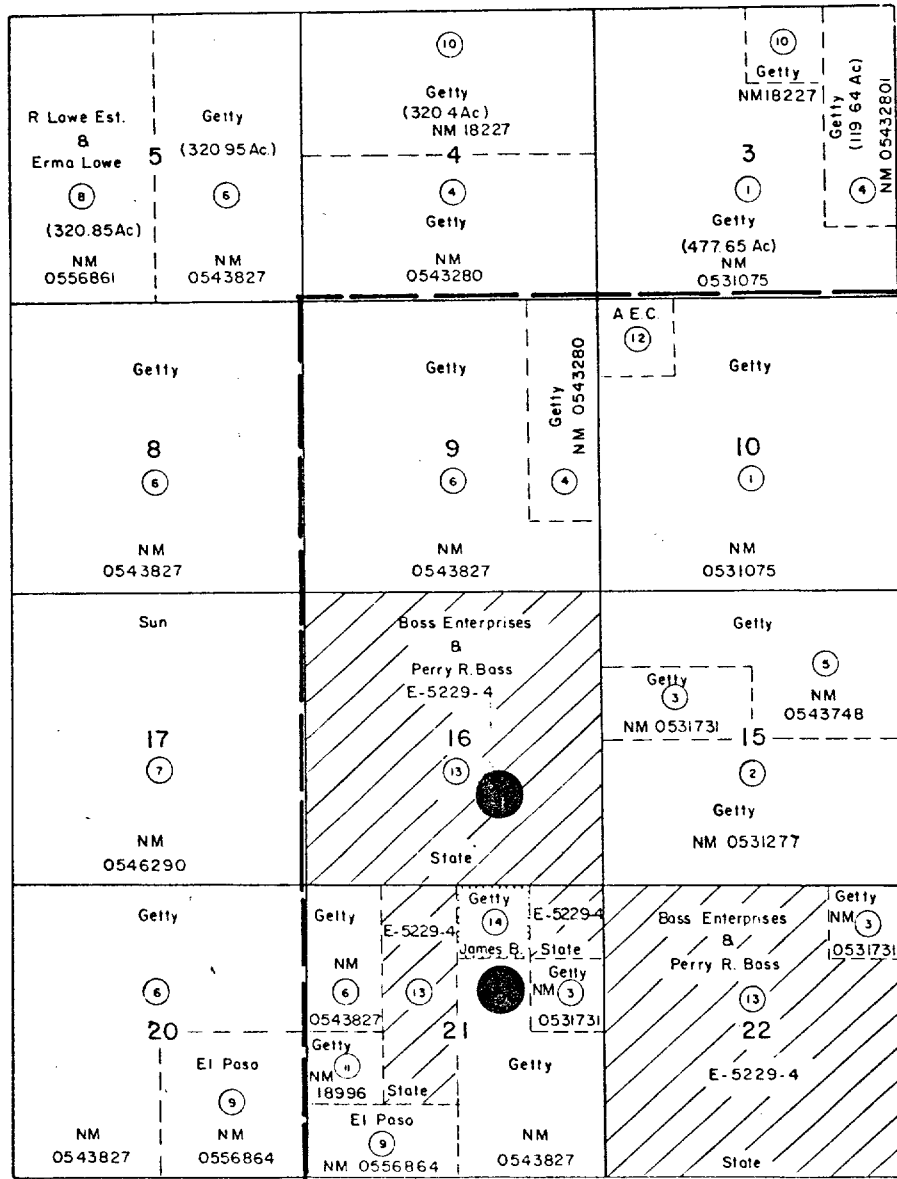 R Lowe Est.
&
Erma Lowe
5
8
(320.85Ac)
NM
0556861
Getty
(320 95Ac.)
6
NM
0543827
10
Getty
(320 4Ac)
NM 18227
4
4
Getty
NM
0543280
10
Getty
NM18227
3
1
Getty
(477.65 Ac)
NM
0531075
Getty
(119 64 Ac)
NM 05432801
4
Getty
8
6
NM
0543827
Getty
9
6
NM
0543827
Getty
NM 0543280
4
A E.C.
12
Getty
10
1
NM
0531075
Sun
17
7
NM
0546290
Bass Enterprises
&
Perry R. Bass
E-5229-4
16
13
State
Getty
5
NM
0543748
Getty
3
NM 0531731
15
2
Getty
NM 0531277
Getty
6
20
NM
0543827
El Paso
9
NM
0556864
Getty
NM
6
0543827
E-5229-4
13
State
Getty
14
James B.
E-5229-4
State
Getty
NM 3
0531731
21
Getty
11
NM
18996
El Paso
9
NM 0556864
Getty
NM
0543827
Bass Enterprises
&
Perry R. Bass
13
22
E-5229-4
State
Getty
NM 3
0531731